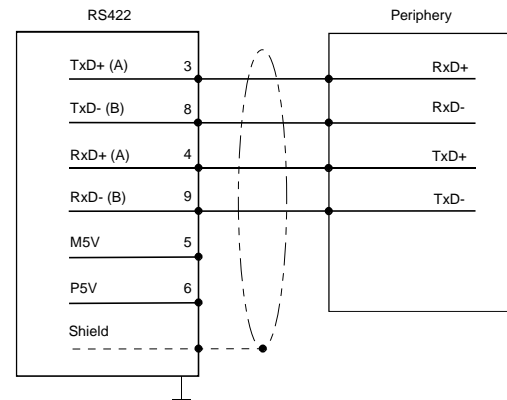 RS422 Periphery
TxD+ (A) 3 RxD+
TxD- (B) 8 RxD-
RxD+ (A) 4 TxD+
RxD- (B) 9 TxD-
M5V 5
P5V 6
Shield